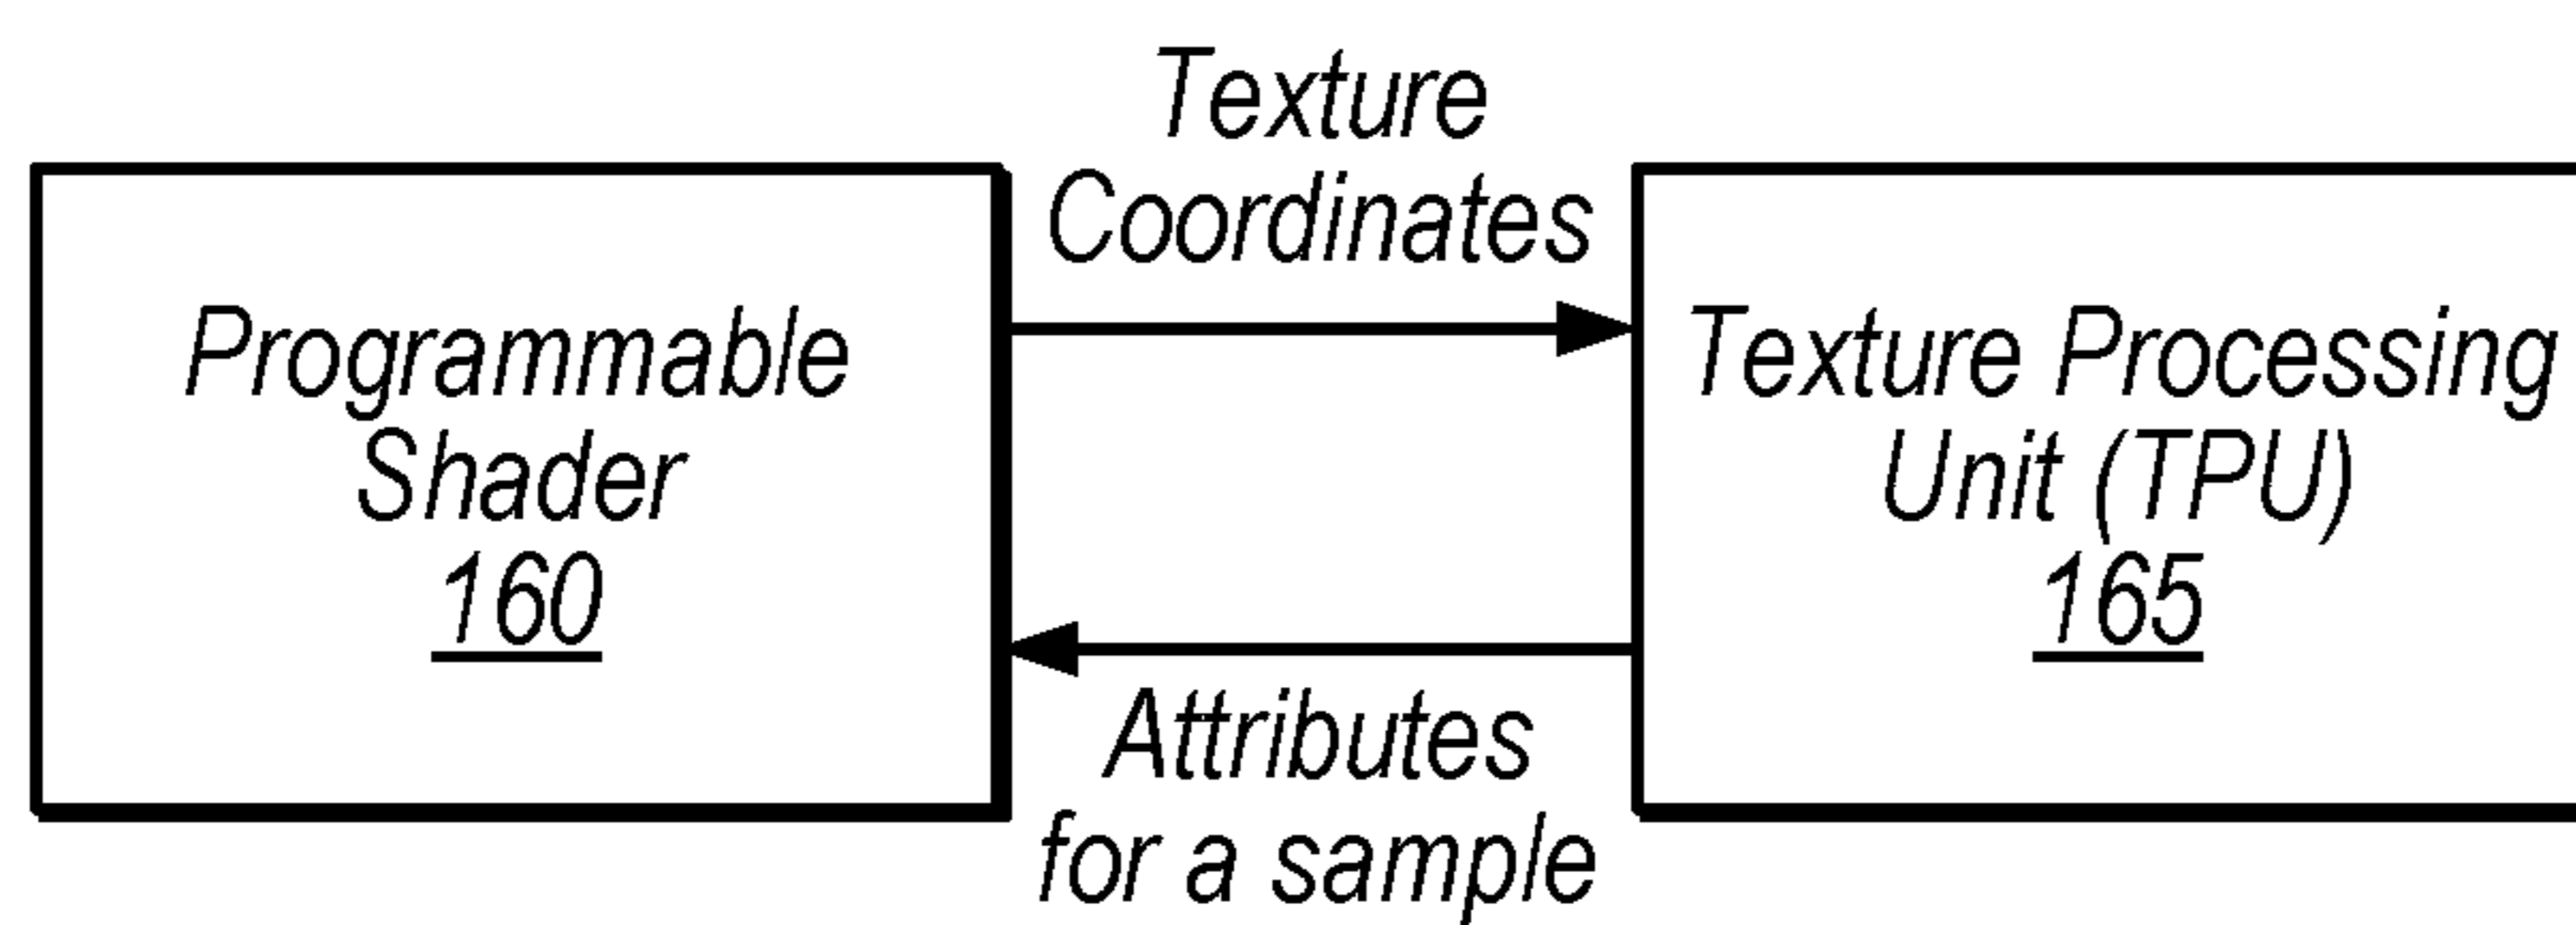 Texture
Coordinates
Programmable
Shader
160
Texture Processing
Unit (TPU)
165
Attributes
for a sample